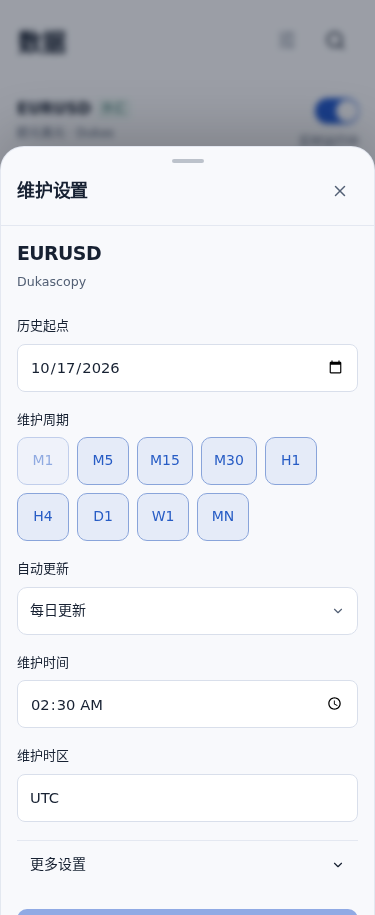 数据
EURUSD
维护设置
EURUSD
Dukascopy
历史起点
10/17/2026
维护周期
M1 M5 M15 M30 H1
H4 D1 W1 MN
自动更新
每日更新
维护时间
02:30 AM
维护时区
UTC
更多设置